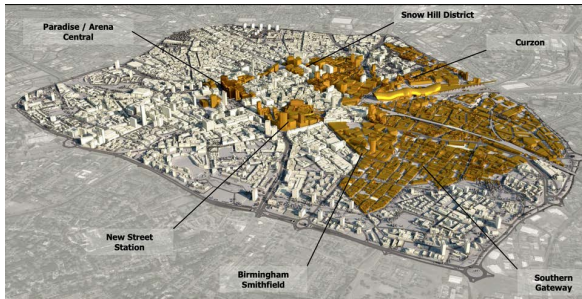 Snow Hill District
Paradise / Arena
Central
Curzon
New Street
Station
Birmingham
Smithfield
Southern
Gateway